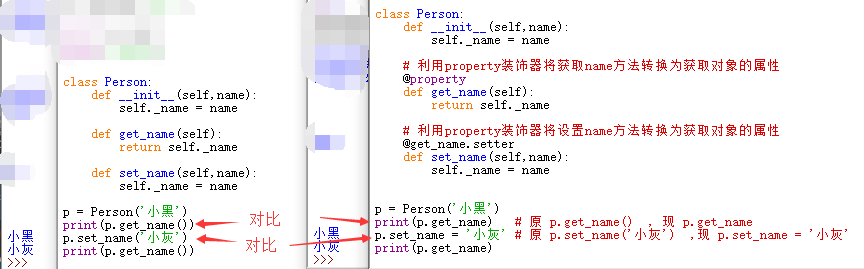 class Person:
    def __init__(self,name):
        self._name = name

    def get_name(self):
        return self._name

    def set_name(self,name):
        self._name = name

p = Person('小黑')
print(p.get_name())
p.set_name('小灰')
print(p.get_name())
小黑
小灰
>>>
对比
对比
class Person:
    def __init__(self,name):
        self._name = name

    # 利用property装饰器将获取name方法转换为获取对象的属性
    @property
    def get_name(self):
        return self._name

    # 利用property装饰器将设置name方法转换为获取对象的属性
    @get_name.setter
    def set_name(self,name):
        self._name = name

p = Person('小黑')
print(p.get_name)  # 原 p.get_name() , 现 p.get_name
p.set_name = '小灰' # 原 p.set_name('小灰') ,现 p.set_name = '小灰'
print(p.get_name)
小黑
小灰
>>>